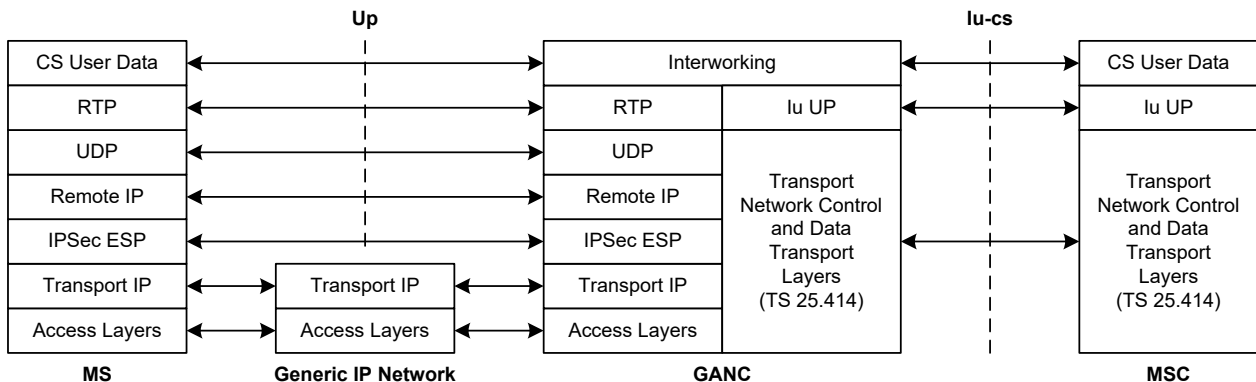 Up
Iu-cs
CS User Data
Interworking
CS User Data
RTP
RTP
Iu UP
Iu UP
UDP
UDP
Remote IP
Remote IP
IPSec ESP
IPSec ESP
Transport
Network Control
and Data
Transport
Layers
(TS 25.414)
Transport
Network Control
and Data
Transport
Layers
(TS 25.414)
Transport IP
Transport IP
Transport IP
Access Layers
Access Layers
Access Layers
MS
Generic IP Network
GANC
MSC